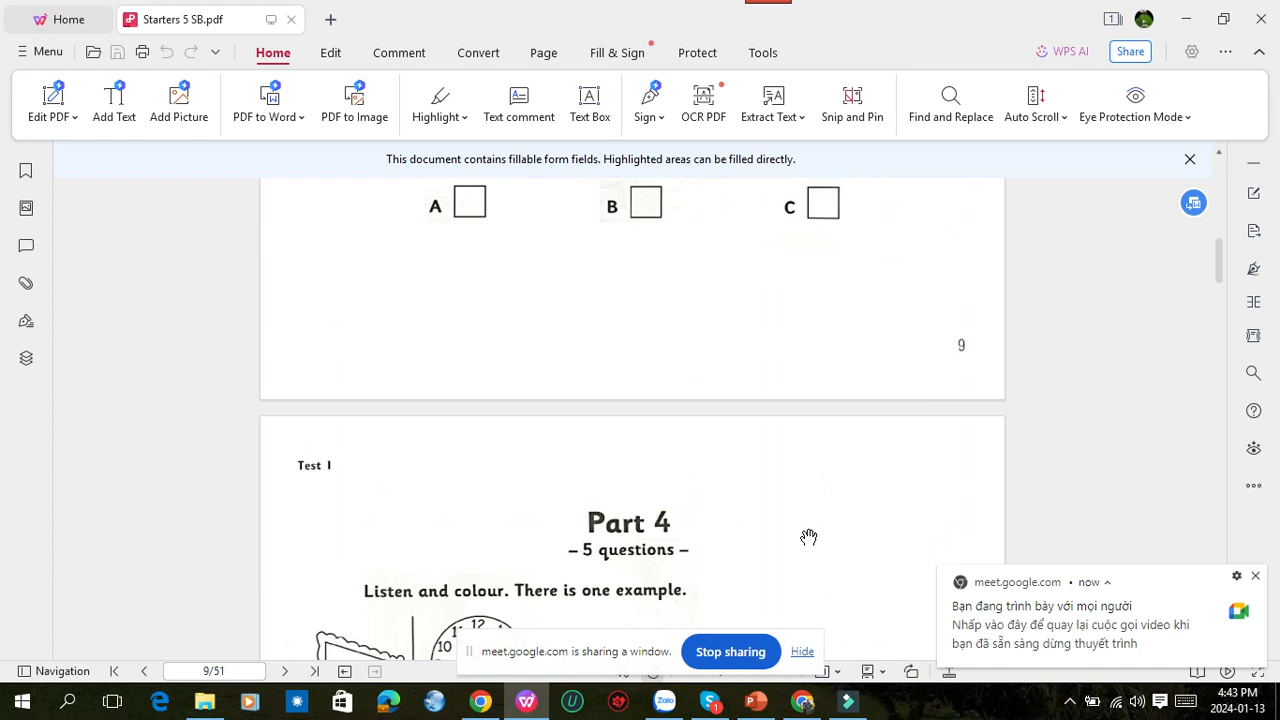 Home
Starters 5 SB.pdf
Menu
Home
Edit
Comment
Convert
Page
Fill & Sign
Protect
Tools
WPS AI
Share
Edit PDF
Add Text
Add Picture
PDF to Word
PDF to Image
Highlight
Text comment
Text Box
Sign
OCR PDF
Extract Text
Snip and Pin
Find and Replace
Auto Scroll
Eye Protection Mode
This document contains fillable form fields. Highlighted areas can be filled directly.
A
B
C
9
Test 1
Part 4
– 5 questions –
Listen and colour. There is one example.
11 12
10
meet.google.com • now
Bạn đang trình bày với mọi người
Nhấp vào đây để quay lại cuộc gọi video khi
bạn đã sẵn sàng dừng thuyết trình
meet.google.com is sharing a window.
Stop sharing
Hide
Navigation
9/51
4:43 PM
2024-01-13